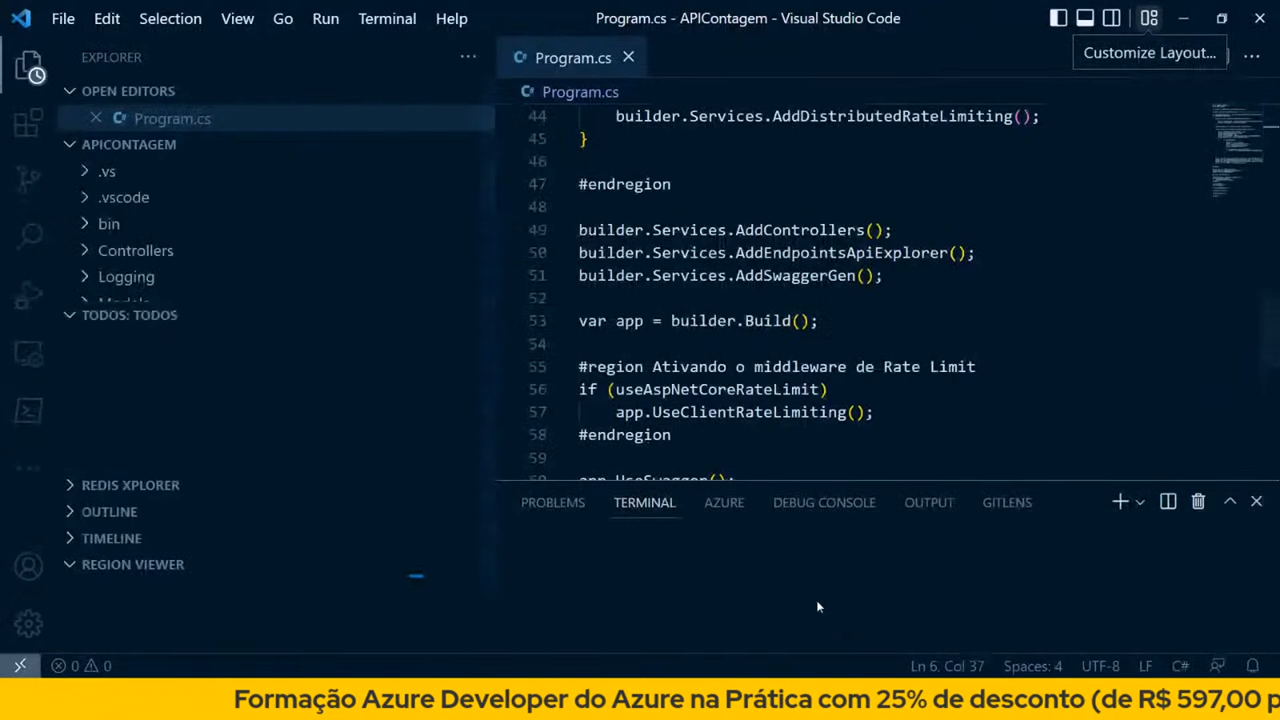 File Edit Selection View Go Run Terminal Help Program.cs - APIContagem - Visual Studio Code
EXPLORER
Program.cs
Customize Layout...
OPEN EDITORS
Program.cs
Program.cs
44 builder.Services.AddDistributedRateLimiting();
APICONTAGEM
45 }
.vs
46
.vscode
47 #endregion
bin
48
Controllers
49 builder.Services.AddControllers();
50 builder.Services.AddEndpointsApiExplorer();
Logging
51 builder.Services.AddSwaggerGen();
Models
52
TODOS: TODOS
53 var app = builder.Build();
54
55 #region Ativando o middleware de Rate Limit
56 if (useAspNetCoreRateLimit)
57 app.UseClientRateLimiting();
58 #endregion
59
app.UseSwagger();
REDIS XPLORER
PROBLEMS TERMINAL AZURE DEBUG CONSOLE OUTPUT GITLENS
OUTLINE
TIMELINE
REGION VIEWER
0 0 Ln 6, Col 37 Spaces: 4 UTF-8 LF C#
Formação Azure Developer do Azure na Prática com 25% de desconto (de R$ 597,00 p